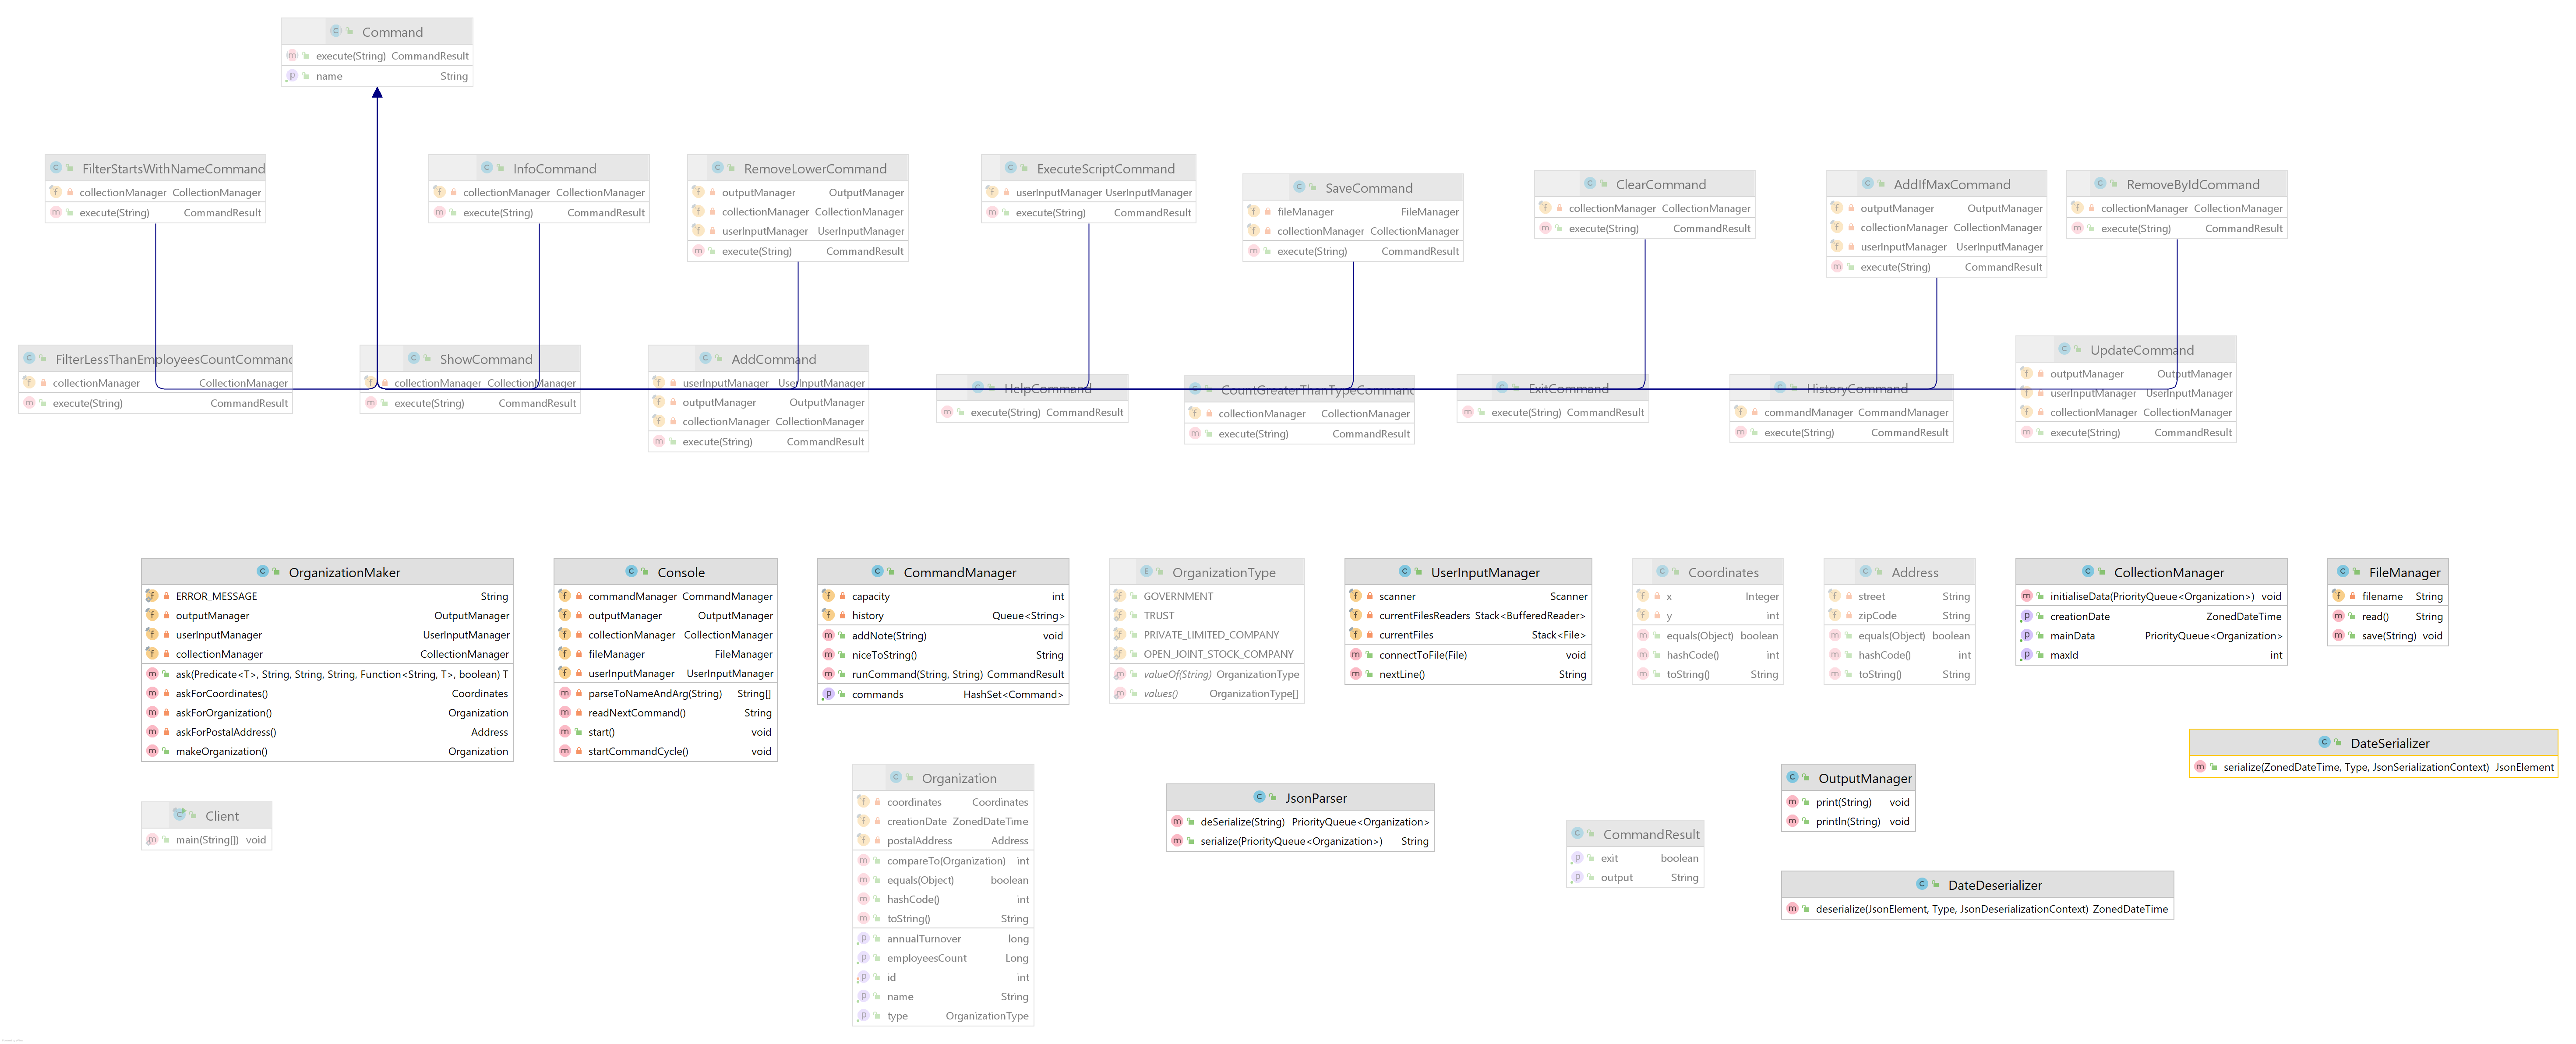 Command
execute(String) CommandResult
name String
FilterStartsWithNameCommand
collectionManager CollectionManager
execute(String) CommandResult
InfoCommand
collectionManager CollectionManager
execute(String) CommandResult
RemoveLowerCommand
outputManager OutputManager
collectionManager CollectionManager
userInputManager UserInputManager
execute(String) CommandResult
ExecuteScriptCommand
userInputManager UserInputManager
execute(String) CommandResult
SaveCommand
fileManager FileManager
collectionManager CollectionManager
execute(String) CommandResult
ClearCommand
collectionManager CollectionManager
execute(String) CommandResult
AddIfMaxCommand
outputManager OutputManager
collectionManager CollectionManager
userInputManager UserInputManager
execute(String) CommandResult
RemoveByIdCommand
collectionManager CollectionManager
execute(String) CommandResult
FilterLessThanEmployeesCountCommand
collectionManager CollectionManager
execute(String) CommandResult
ShowCommand
collectionManager CollectionManager
execute(String) CommandResult
AddCommand
userInputManager UserInputManager
outputManager OutputManager
collectionManager CollectionManager
execute(String) CommandResult
HelpCommand
execute(String) CommandResult
CountGreaterThanTypeCommand
collectionManager CollectionManager
execute(String) CommandResult
ExitCommand
execute(String) CommandResult
HistoryCommand
commandManager CommandManager
execute(String) CommandResult
UpdateCommand
outputManager OutputManager
userInputManager UserInputManager
collectionManager CollectionManager
execute(String) CommandResult
OrganizationMaker
ERROR_MESSAGE String
outputManager OutputManager
userInputManager UserInputManager
collectionManager CollectionManager
ask(Predicate<T>, String, String, String, Function<String, T>, boolean) T
askForCoordinates() Coordinates
askForOrganization() Organization
askForPostalAddress() Address
makeOrganization() Organization
Console
commandManager CommandManager
outputManager OutputManager
collectionManager CollectionManager
fileManager FileManager
userInputManager UserInputManager
parseToNameAndArg(String) String[]
readNextCommand() String
start() void
startCommandCycle() void
CommandManager
capacity int
history Queue<String>
addNote(String) void
niceToString() String
runCommand(String, String) CommandResult
commands HashSet<Command>
OrganizationType
GOVERNMENT
TRUST
PRIVATE_LIMITED_COMPANY
OPEN_JOINT_STOCK_COMPANY
valueOf(String) OrganizationType
values() OrganizationType[]
UserInputManager
scanner Scanner
currentFilesReaders Stack<BufferedReader>
currentFiles Stack<File>
connectToFile(File) void
nextLine() String
Coordinates
x Integer
y int
equals(Object) boolean
hashCode() int
toString() String
Address
street String
zipCode String
equals(Object) boolean
hashCode() int
toString() String
CollectionManager
initialiseData(PriorityQueue<Organization>) void
creationDate ZonedDateTime
mainData PriorityQueue<Organization>
maxId int
FileManager
filename String
read() String
save(String) void
DateSerializer
serialize(ZonedDateTime, Type, JsonSerializationContext) JsonElement
Client
main(String[]) void
Organization
coordinates Coordinates
creationDate ZonedDateTime
postalAddress Address
compareTo(Organization) int
equals(Object) boolean
hashCode() int
toString() String
annualTurnover long
employeesCount Long
id int
name String
type OrganizationType
JsonParser
deSerialize(String) PriorityQueue<Organization>
serialize(PriorityQueue<Organization>) String
CommandResult
exit boolean
output String
OutputManager
print(String) void
println(String) void
DateDeserializer
deserialize(JsonElement, Type, JsonDeserializationContext) ZonedDateTime